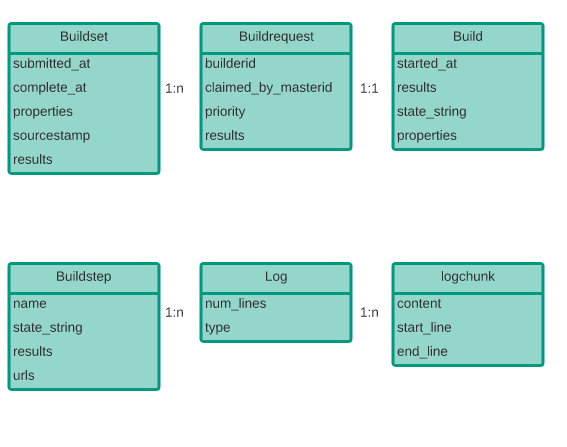 Buildset
submitted_at
complete_at
properties
sourcestamp
results
1:n
Buildrequest
builderid
claimed_by_masterid
priority
results
1:1
Build
started_at
results
state_string
properties
Buildstep
name
state_string
results
urls
1:n
Log
num_lines
type
1:n
logchunk
content
start_line
end_line